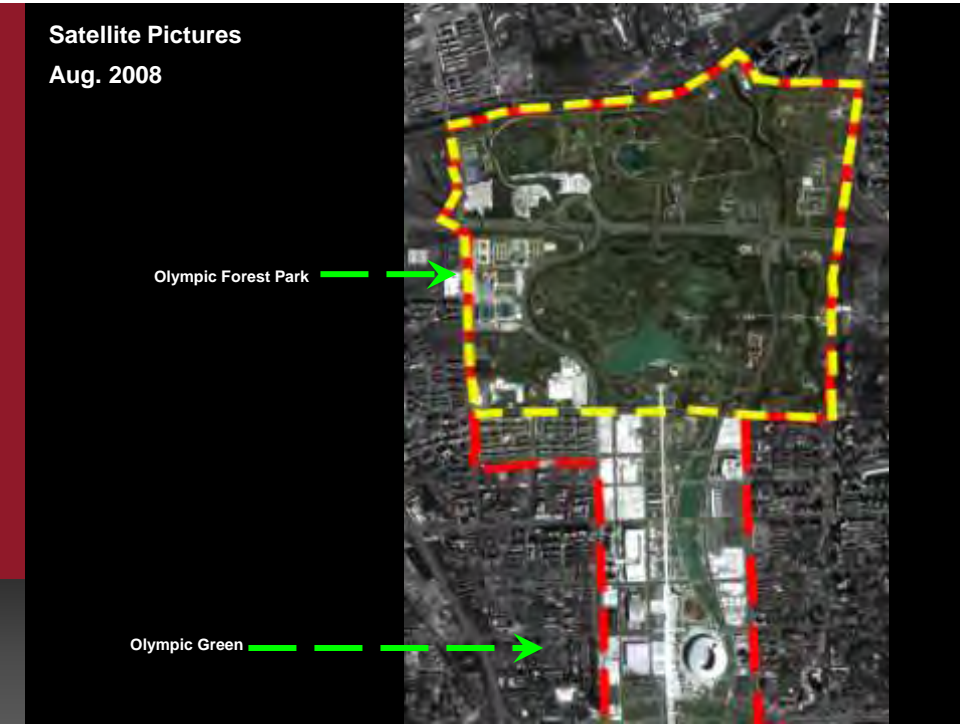 Satellite Pictures
Aug. 2008
Olympic Forest Park
Olympic Green